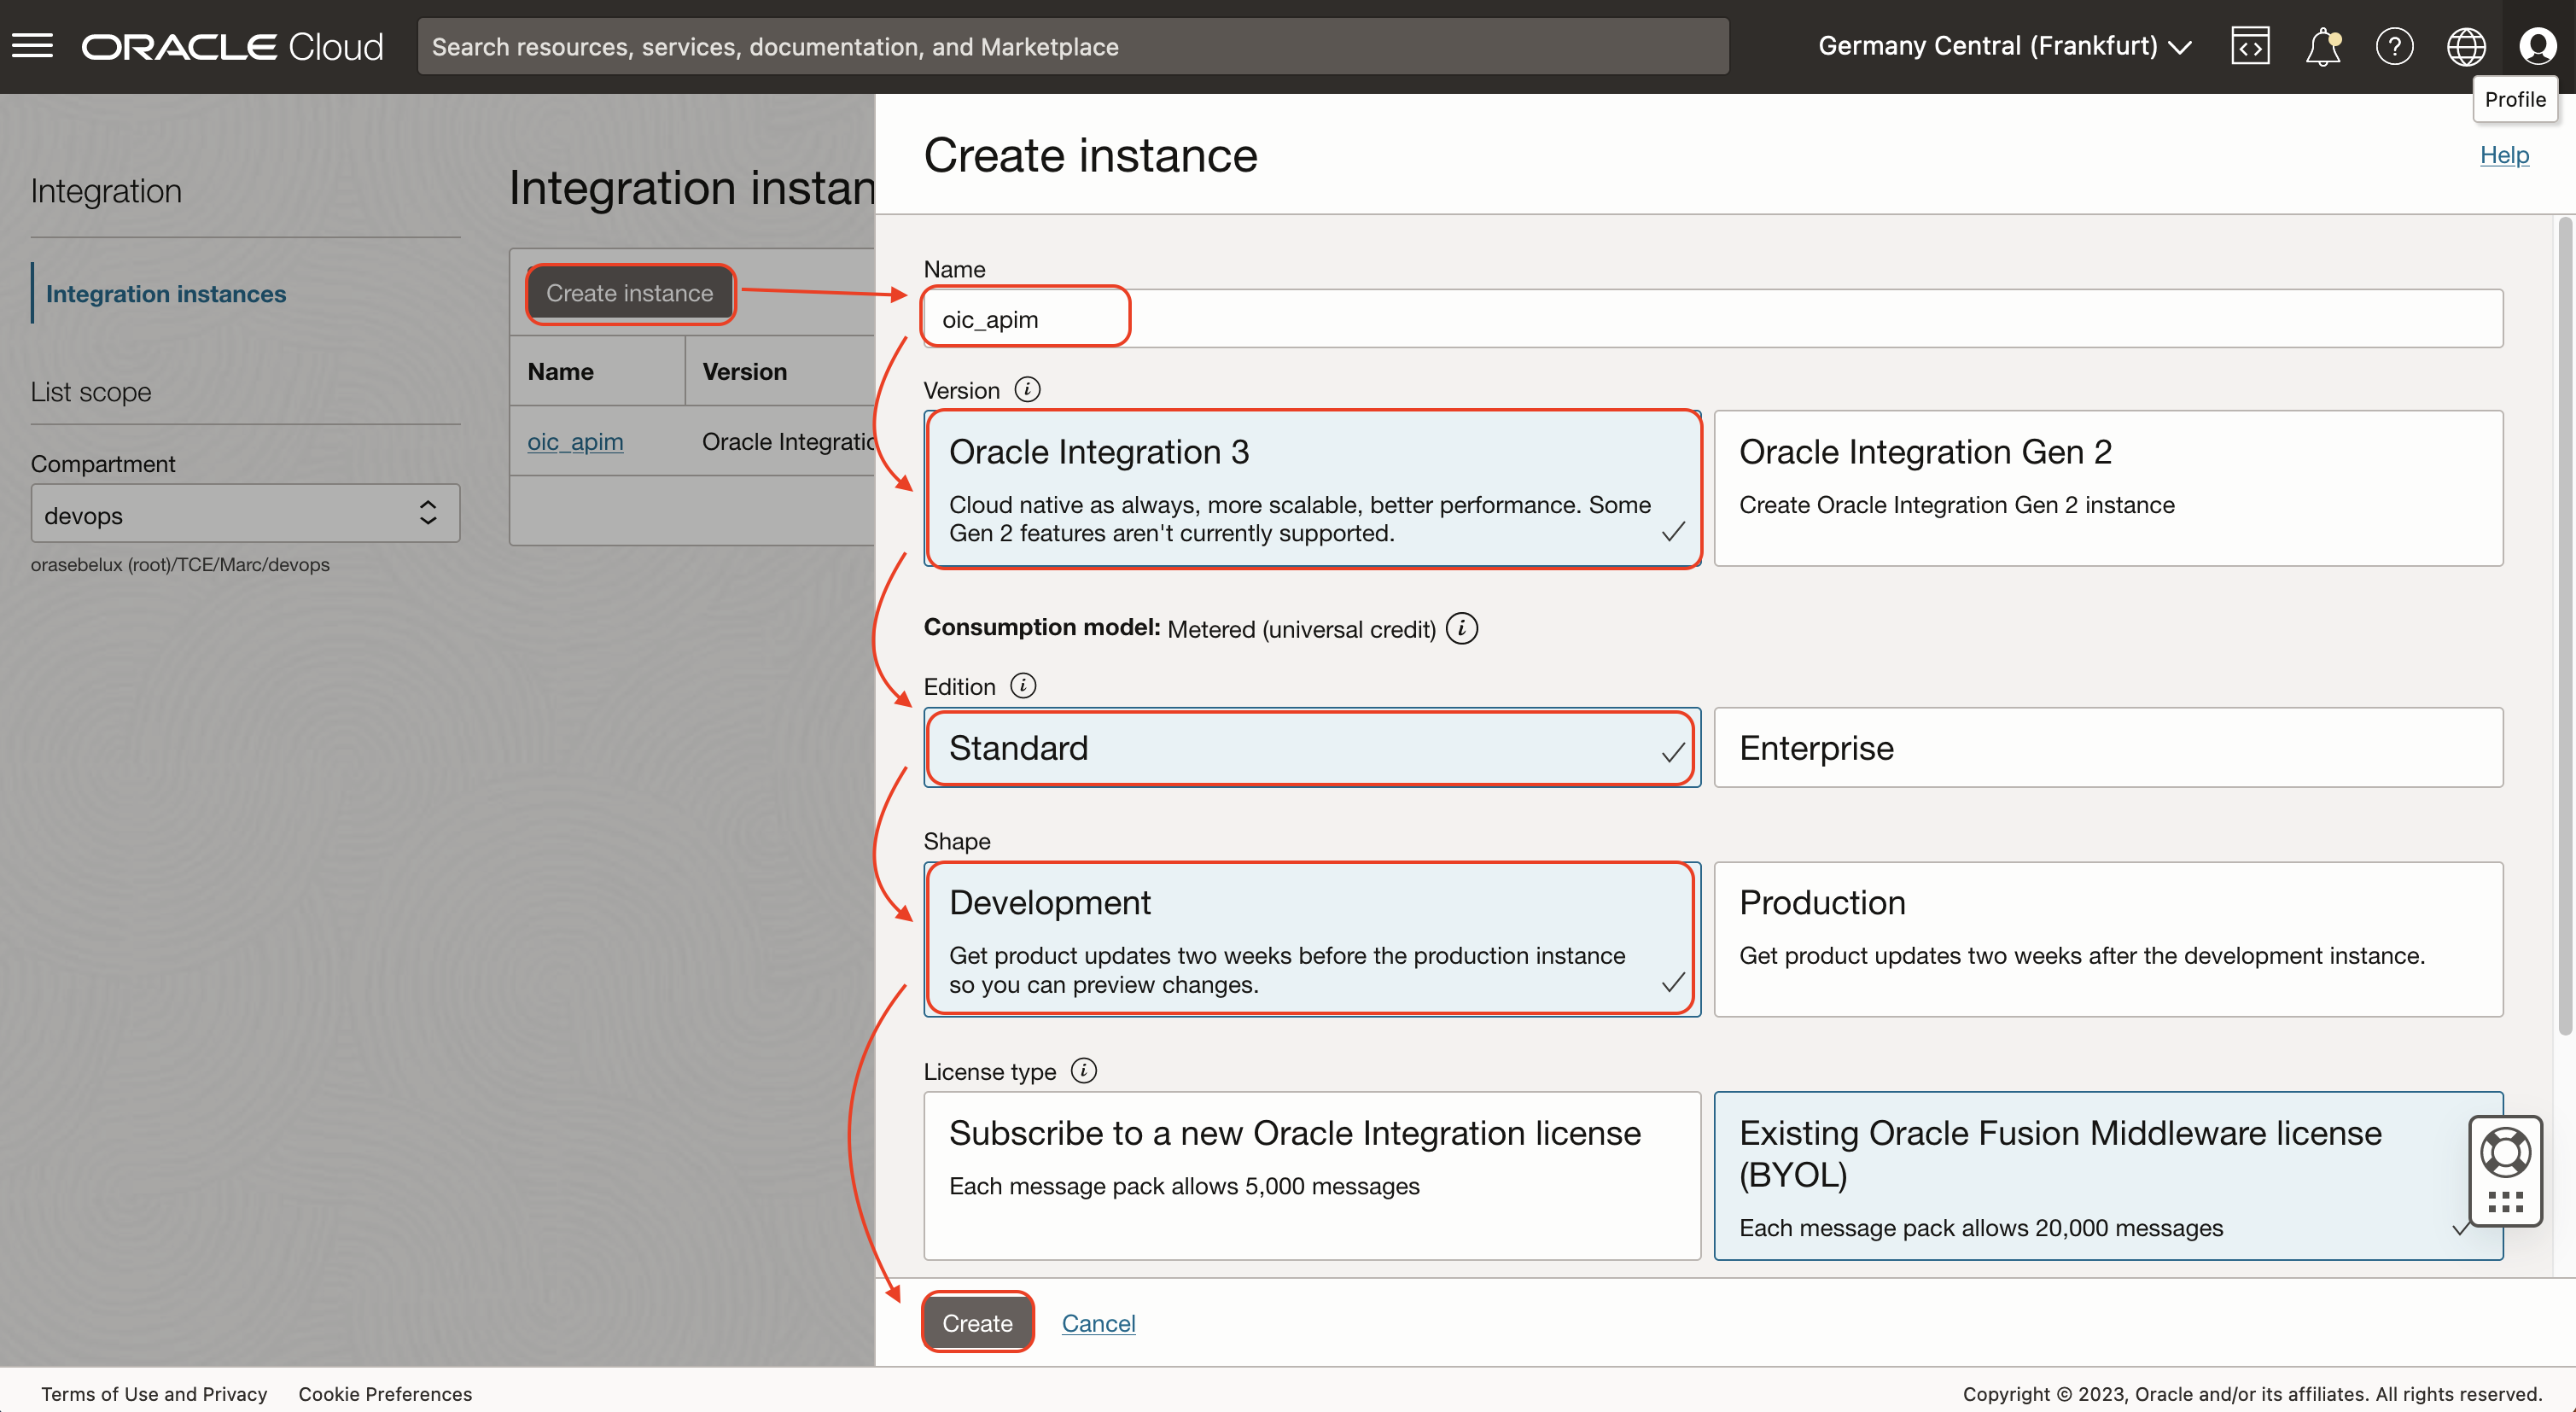 ORACLE Cloud
Search resources, services, documentation, and Marketplace
Germany Central (Frankfurt)
Profile
Integration
Integration instances
List scope
Compartment
devops
orasebelux (root)/TCE/Marc/devops
Integration instan
Create instance
Name
Version
oic_apim
Oracle Integratio
Create instance
Help
Name
oic_apim
Version
Oracle Integration 3
Cloud native as always, more scalable, better performance. Some
Gen 2 features aren't currently supported.
Oracle Integration Gen 2
Create Oracle Integration Gen 2 instance
Consumption model: Metered (universal credit)
Edition
Standard
Enterprise
Shape
Development
Get product updates two weeks before the production instance
so you can preview changes.
Production
Get product updates two weeks after the development instance.
License type
Subscribe to a new Oracle Integration license
Each message pack allows 5,000 messages
Existing Oracle Fusion Middleware license
(BYOL)
Each message pack allows 20,000 messages
Create
Cancel
Terms of Use and Privacy
Cookie Preferences
Copyright © 2023, Oracle and/or its affiliates. All rights reserved.